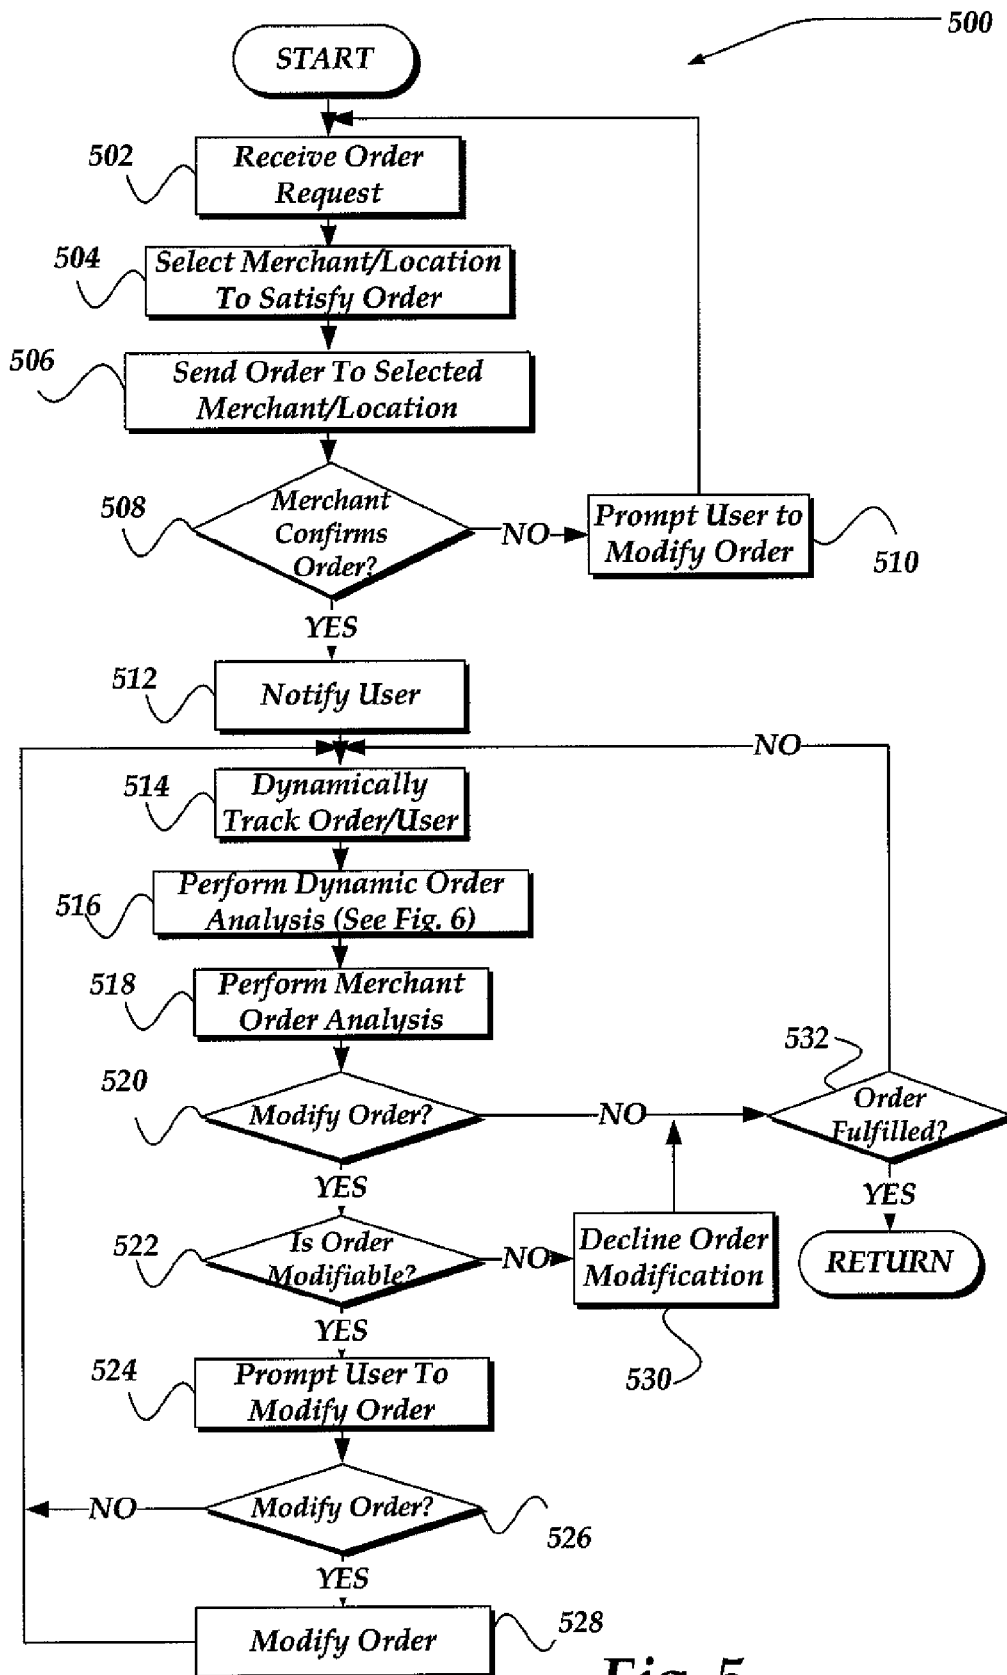 500
START
502
Receive Order
Request
504
Select Merchant/Location
To Satisfy Order
506
Send Order To Selected
Merchant/Location
508
Merchant
Confirms
Order?
NO
Prompt User to
Modify Order
510
YES
512
Notify User
NO
514
Dynamically
Track Order/User
516
Perform Dynamic Order
Analysis (See Fig. 6)
518
Perform Merchant
Order Analysis
520
Modify Order?
NO
532
Order
Fulfilled?
YES
YES
522
Is Order
Modifiable?
NO
Decline Order
Modification
RETURN
530
YES
524
Prompt User To
Modify Order
NO
Modify Order?
526
YES
Modify Order
528
Fig. 5